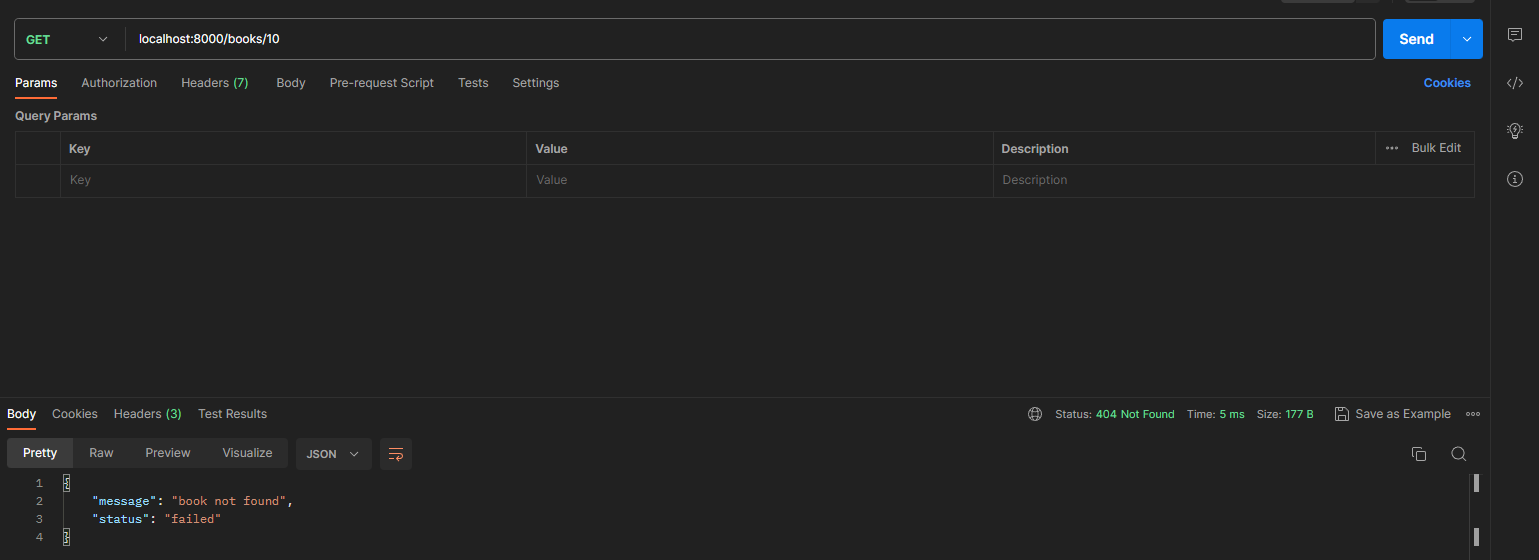 GET localhost:8000/books/10 Send
Params Authorization Headers (7) Body Pre-request Script Tests Settings Cookies
Query Params
Key Value Description Bulk Edit
Key Value Description
Body Cookies Headers (3) Test Results Status: 404 Not Found Time: 5 ms Size: 177 B Save as Example
Pretty Raw Preview Visualize JSON
1 {
2 "message": "book not found",
3 "status": "failed"
4 }